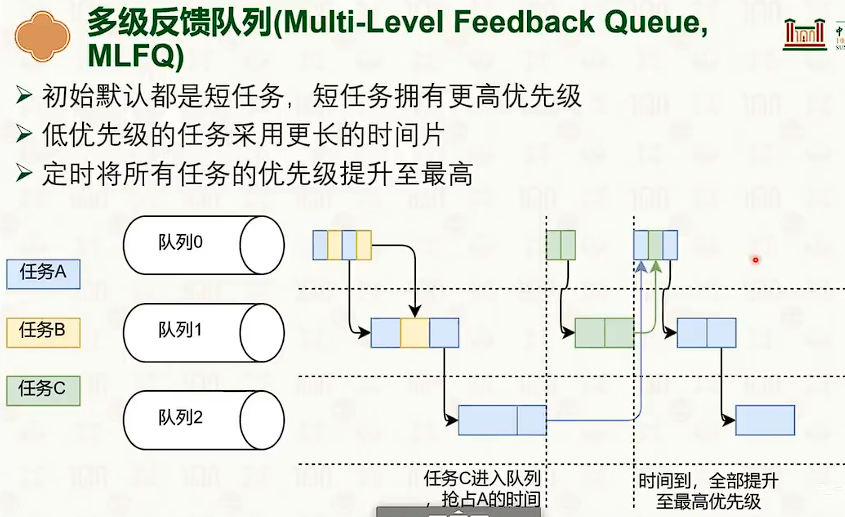 多级反馈队列(Multi-Level Feedback Queue,
MLFQ)
初始默认都是短任务，短任务拥有更高优先级
低优先级的任务采用更长的时间片
定时将所有任务的优先级提升至最高
队列0
任务A
队列1
任务B
任务C
队列2
任务C进入队列
，抢占A的时间
时间到，全部提升
至最高优先级